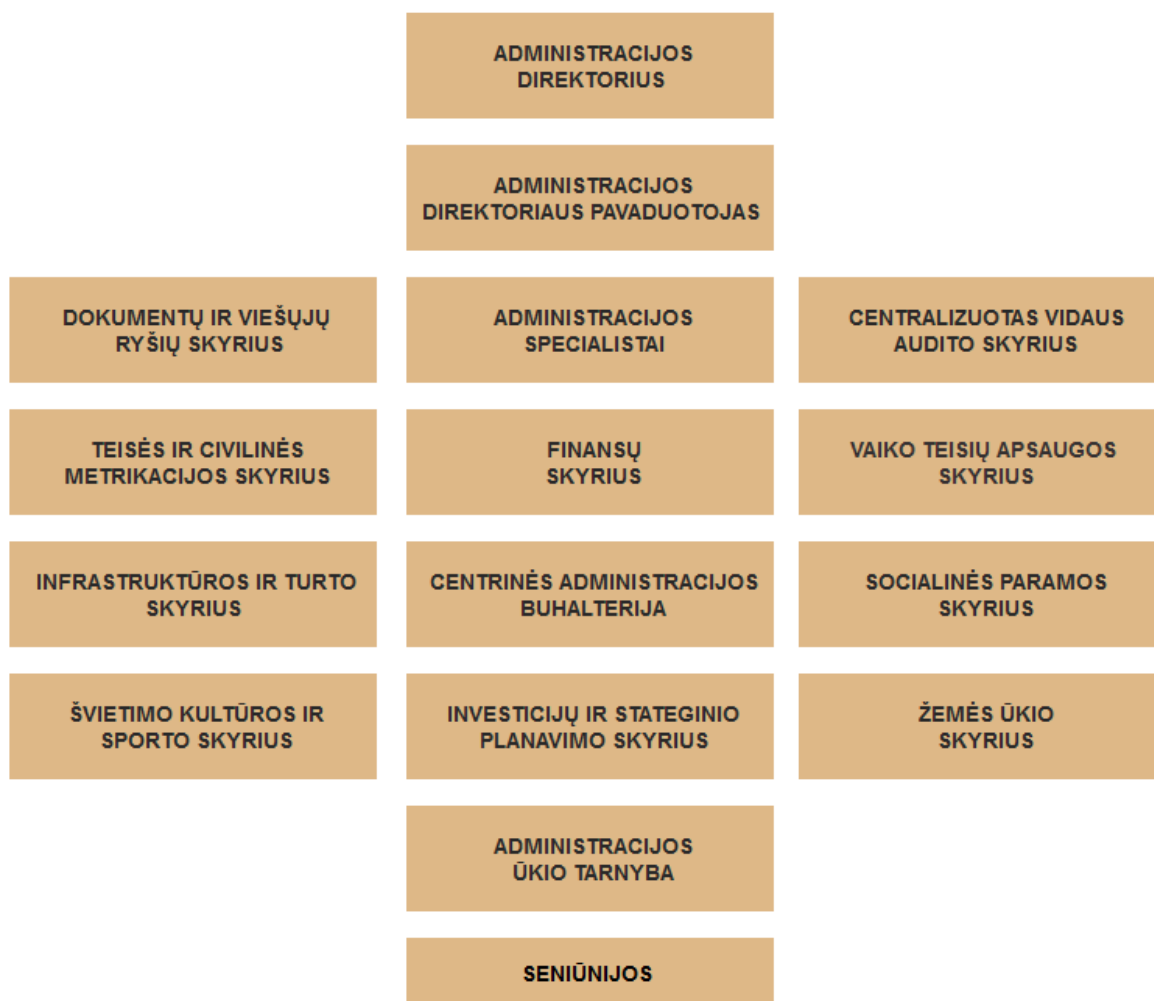 ADMINISTRACIJOS
DIREKTORIUS
ADMINISTRACIJOS
DIREKTORIAUS PAVADUOTOJAS
DOKUMENTŲ IR VIEŠŲJŲ
RYŠIŲ SKYRIUS
ADMINISTRACIJOS
SPECIALISTAI
CENTRALIZUOTAS VIDAUS
AUDITO SKYRIUS
TEISĖS IR CIVILINĖS
METRIKACIJOS SKYRIUS
FINANSŲ
SKYRIUS
VAIKO TEISIŲ APSAUGOS
SKYRIUS
INFRASTRUKTŪROS IR TURTO
SKYRIUS
CENTRINĖS ADMINISTRACIJOS
BUHALTERIJA
SOCIALINĖS PARAMOS
SKYRIUS
ŠVIETIMO KULTŪROS IR
SPORTO SKYRIUS
INVESTICIJŲ IR STATEGINIO
PLANAVIMO SKYRIUS
ŽEMĖS ŪKIO
SKYRIUS
ADMINISTRACIJOS
ŪKIO TARNYBA
SENIŪNIJOS